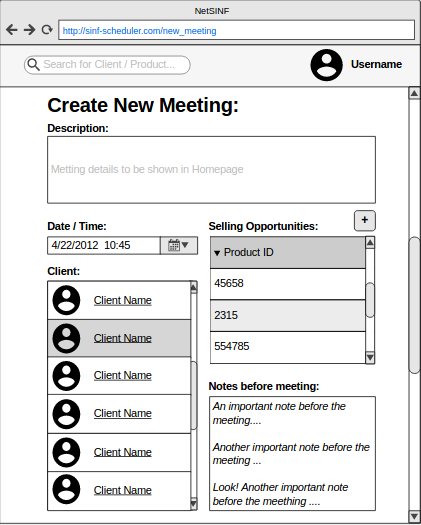 NetSINF
http://sinf-scheduler.com/new_meeting
Search for Client / Product...
Username
Create New Meeting:
Description:
Metting details to be shown in Homepage
Date / Time:
4/22/2012 10:45
Client:
Client Name
Client Name
Client Name
Client Name
Client Name
Client Name
Selling Opportunities:
+
▼ Product ID
45658
2315
554785
Notes before meeting:
An important note before the
meeting....
Another important note before the
meeting ...
Look! Another important note
before the meething ....